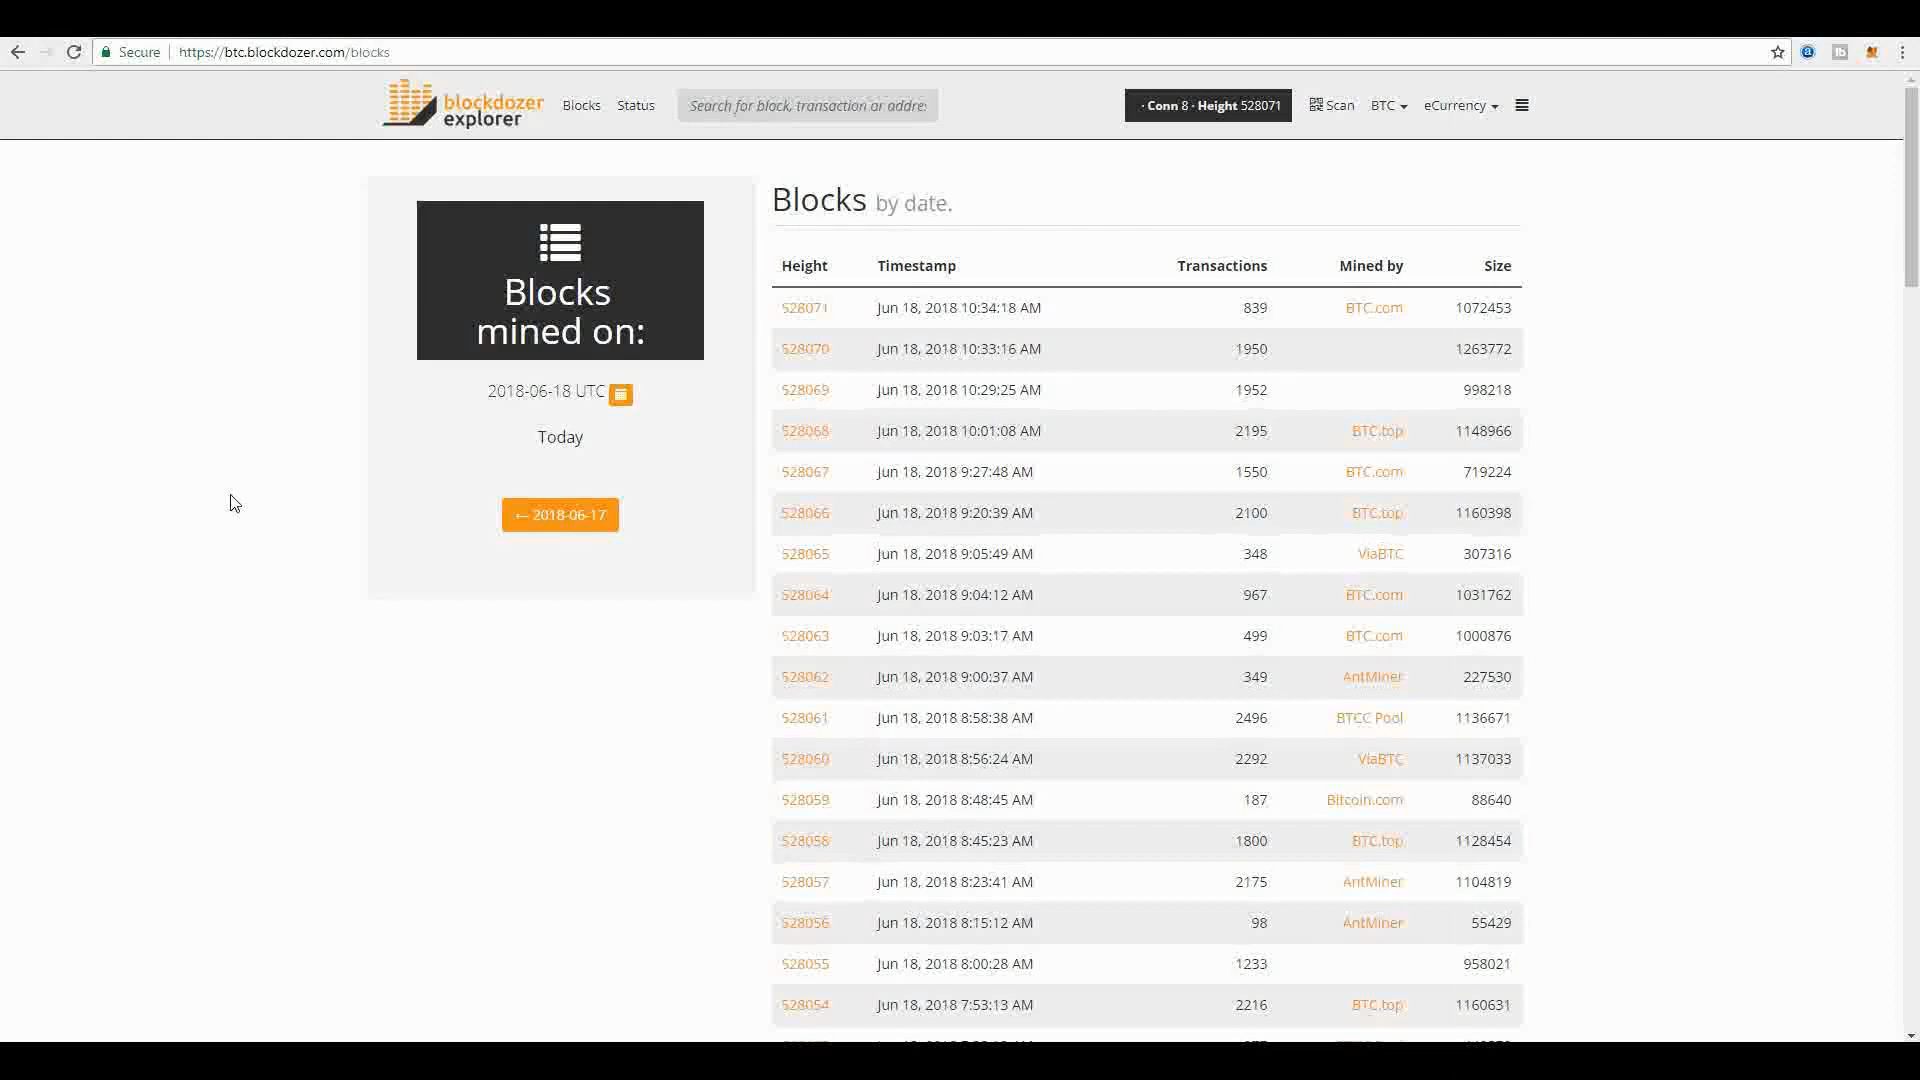 Secure | https://btc.blockdozer.com/blocks
blockdozer
explorer
Blocks Status Search for block, transaction or addre: · Conn 8 · Height 528071 Scan BTC eCurrency
Blocks
mined on:
2018-06-18 UTC
Today
← 2018-06-17
Blocks by date.
Height Timestamp Transactions Mined by Size
528071 Jun 18, 2018 10:34:18 AM 839 BTC.com 1072453
528070 Jun 18, 2018 10:33:16 AM 1950 1263772
528069 Jun 18, 2018 10:29:25 AM 1952 998218
528068 Jun 18, 2018 10:01:08 AM 2195 BTC.top 1148966
528067 Jun 18, 2018 9:27:48 AM 1550 BTC.com 719224
528066 Jun 18, 2018 9:20:39 AM 2100 BTC.top 1160398
528065 Jun 18, 2018 9:05:49 AM 348 ViaBTC 307316
528064 Jun 18, 2018 9:04:12 AM 967 BTC.com 1031762
528063 Jun 18, 2018 9:03:17 AM 499 BTC.com 1000876
528062 Jun 18, 2018 9:00:37 AM 349 AntMiner 227530
528061 Jun 18, 2018 8:58:38 AM 2496 BTCC Pool 1136671
528060 Jun 18, 2018 8:56:24 AM 2292 ViaBTC 1137033
528059 Jun 18, 2018 8:48:45 AM 187 Bitcoin.com 88640
528058 Jun 18, 2018 8:45:23 AM 1800 BTC.top 1128454
528057 Jun 18, 2018 8:23:41 AM 2175 AntMiner 1104819
528056 Jun 18, 2018 8:15:12 AM 98 AntMiner 55429
528055 Jun 18, 2018 8:00:28 AM 1233 958021
528054 Jun 18, 2018 7:53:13 AM 2216 BTC.top 1160631